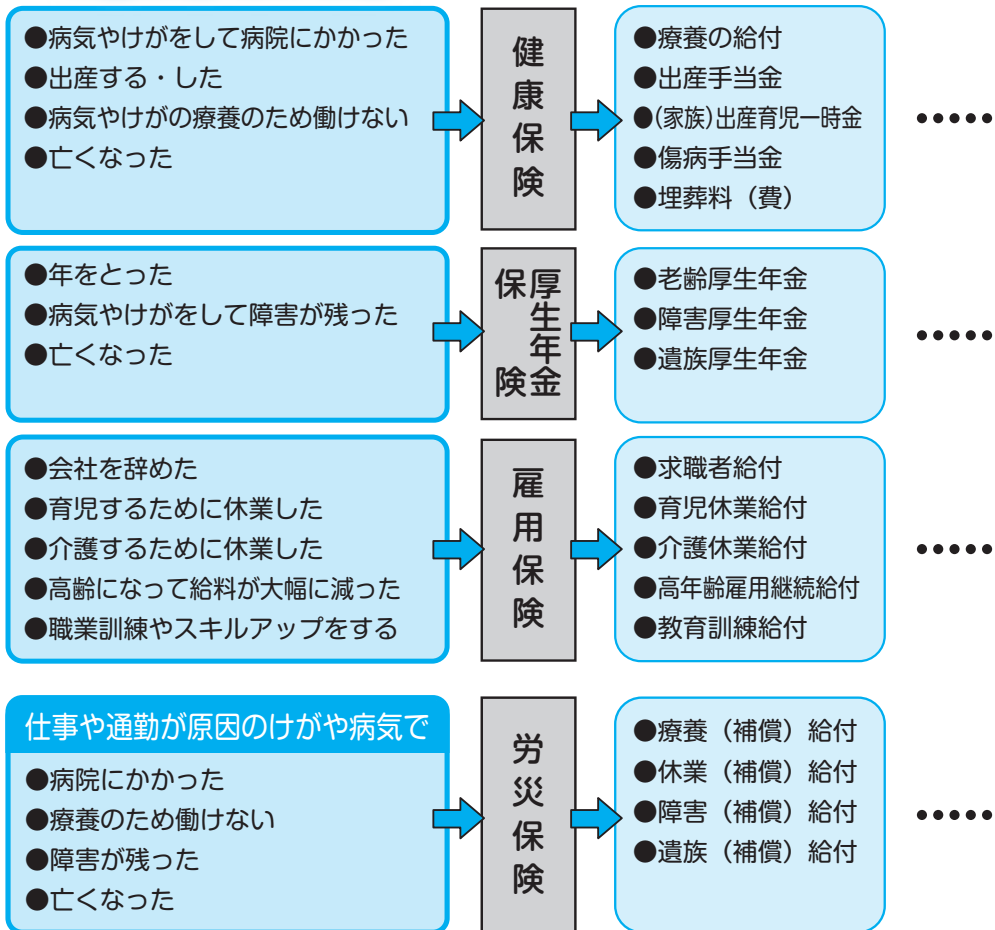 ●病気やけがをして病院にかかった
●出産する・した
●病気やけがの療養のため働けない
●亡くなった
健康保険
●療養の給付
●出産手当金
●(家族)出産育児一時金
●傷病手当金
●埋葬料（費）
●年をとった
●病気やけがをして障害が残った
●亡くなった
厚生年金
保険
●老齢厚生年金
●障害厚生年金
●遺族厚生年金
●会社を辞めた
●育児するために休業した
●介護するために休業した
●高齢になって給料が大幅に減った
●職業訓練やスキルアップをする
雇用保険
●求職者給付
●育児休業給付
●介護休業給付
●高年齢雇用継続給付
●教育訓練給付
仕事や通勤が原因のけがや病気で
●病院にかかった
●療養のため働けない
●障害が残った
●亡くなった
労災保険
●療養（補償）給付
●休業（補償）給付
●障害（補償）給付
●遺族（補償）給付